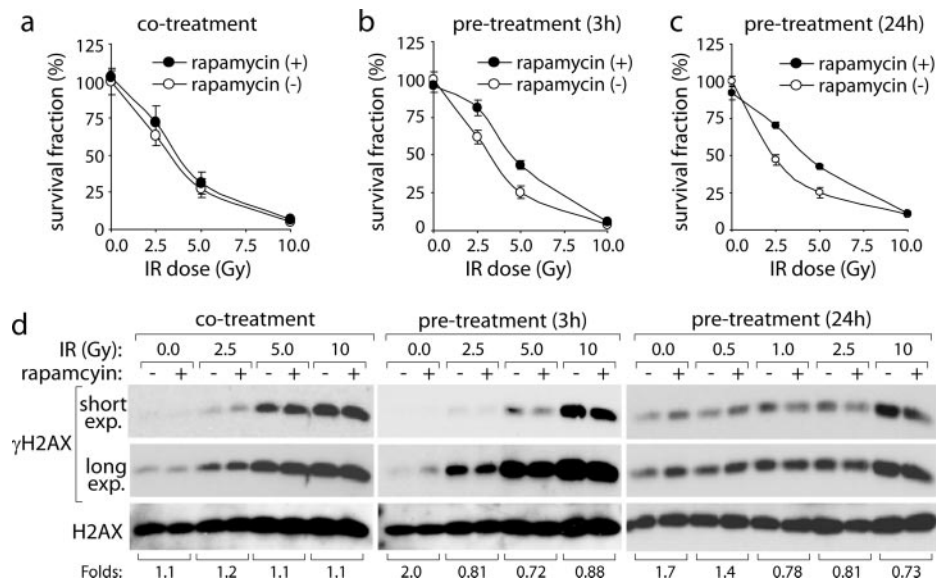 a
co-treatment
125
100
75
50
25
0
survival fraction (%)
rapamycin (+)
rapamycin (-)
0.0 2.5 5.0 10.0
IR dose (Gy)
b
pre-treatment (3h)
125
100
75
50
25
0
survival fraction (%)
rapamycin (+)
rapamycin (-)
0.0 2.5 5.0 10.0
IR dose (Gy)
c
pre-treatment (24h)
125
100
75
50
25
0
survival fraction (%)
rapamycin (+)
rapamycin (-)
0.0 2.5 5.0 10.0
IR dose (Gy)
d
co-treatment pre-treatment (3h) pre-treatment (24h)
IR (Gy): 0.0 2.5 5.0 10 0.0 2.5 5.0 10 0.0 0.5 1.0 2.5 10
rapamcyin: - + - + - + - + - + - + - + - + - + - + - + - + - +
γH2AX
short
exp.
long
exp.
H2AX
Folds: 1.1 1.2 1.1 1.1 2.0 0.81 0.72 0.88 1.7 1.4 0.78 0.81 0.73